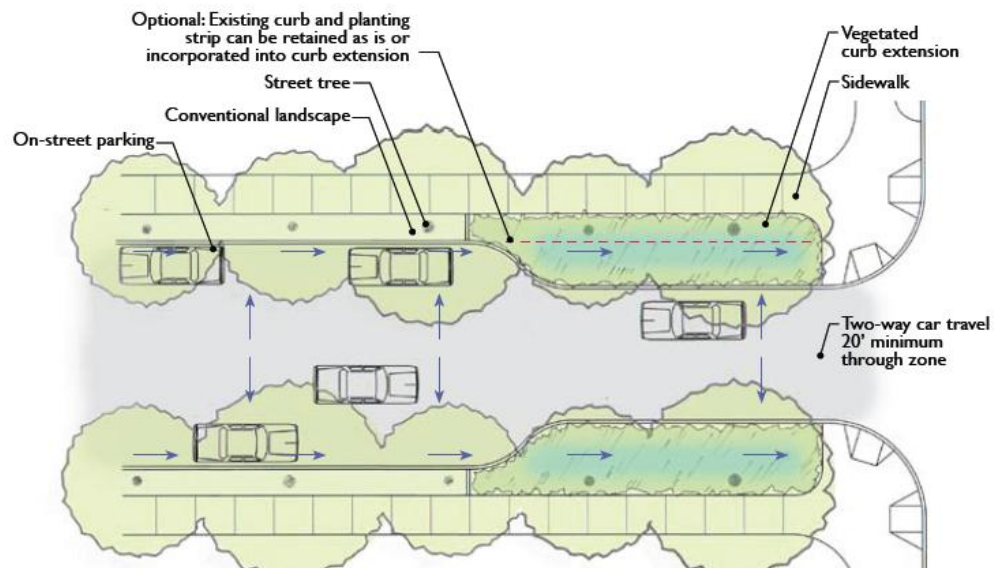 Optional: Existing curb and planting
strip can be retained as is or
incorporated into curb extension
Street tree
Conventional landscape
On-street parking
Vegetated
curb extension
Sidewalk
Two-way car travel
20' minimum
through zone